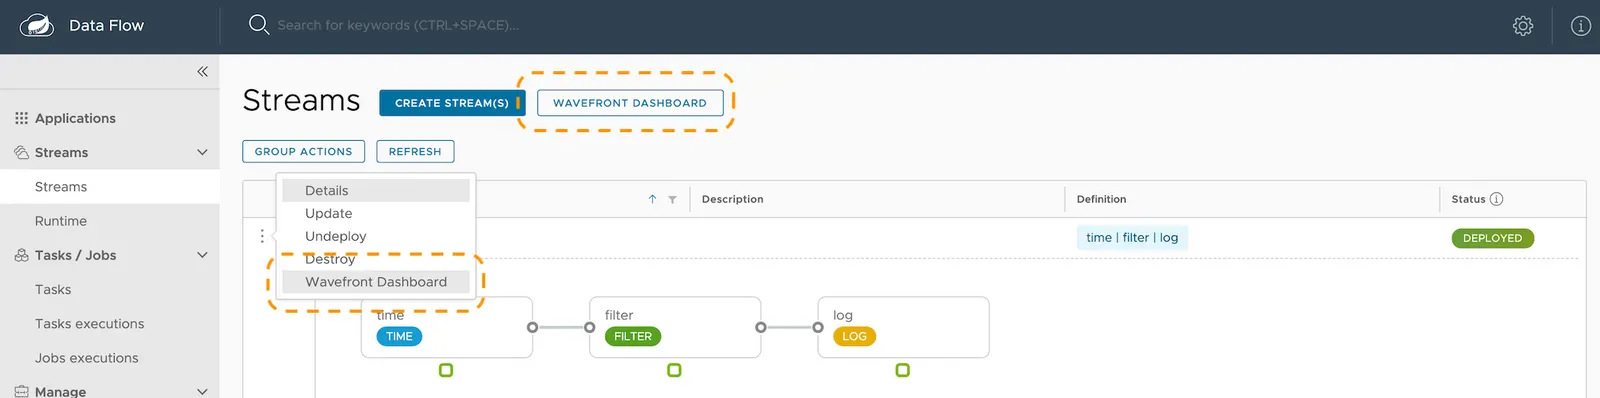 Data Flow
Search for keywords (CTRL+SPACE)...
Applications
Streams
Streams
Runtime
Tasks / Jobs
Tasks
Tasks executions
Jobs executions
Manage
Streams
CREATE STREAM(S)
WAVEFRONT DASHBOARD
GROUP ACTIONS
REFRESH
Description
Definition
Status
Details
Update
Undeploy
Destroy
Wavefront Dashboard
time | filter | log
DEPLOYED
time
TIME
filter
FILTER
log
LOG